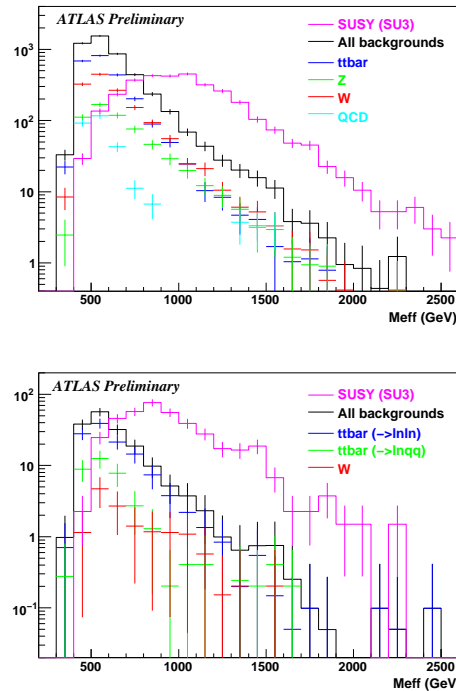 ATLAS Preliminary
SUSY (SU3)
All backgrounds
ttbar
Z
W
QCD
10³
10²
10
1
500 1000 1500 2000 2500
Meff (GeV)
ATLAS Preliminary
SUSY (SU3)
All backgrounds
ttbar (->lnln)
ttbar (->lnqq)
W
10²
10
1
10⁻¹
500 1000 1500 2000 2500
Meff (GeV)